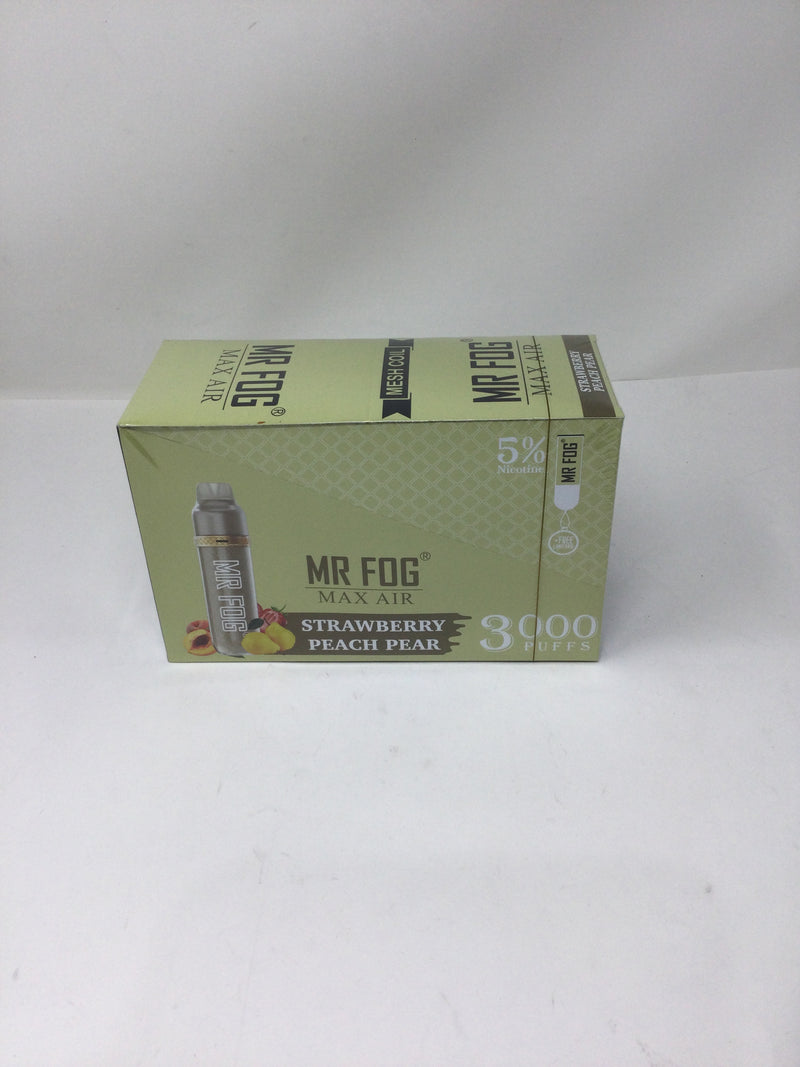 MR FOG®
MAX AIR
MESH COIL
MR FOG®
MAX AIR
STRAWBERRY
PEACH PEAR
5%
Nicotine
MR FOG®
+FREE
MR FOG
MR FOG®
MAX AIR
STRAWBERRY
PEACH PEAR
3000
PUFFS